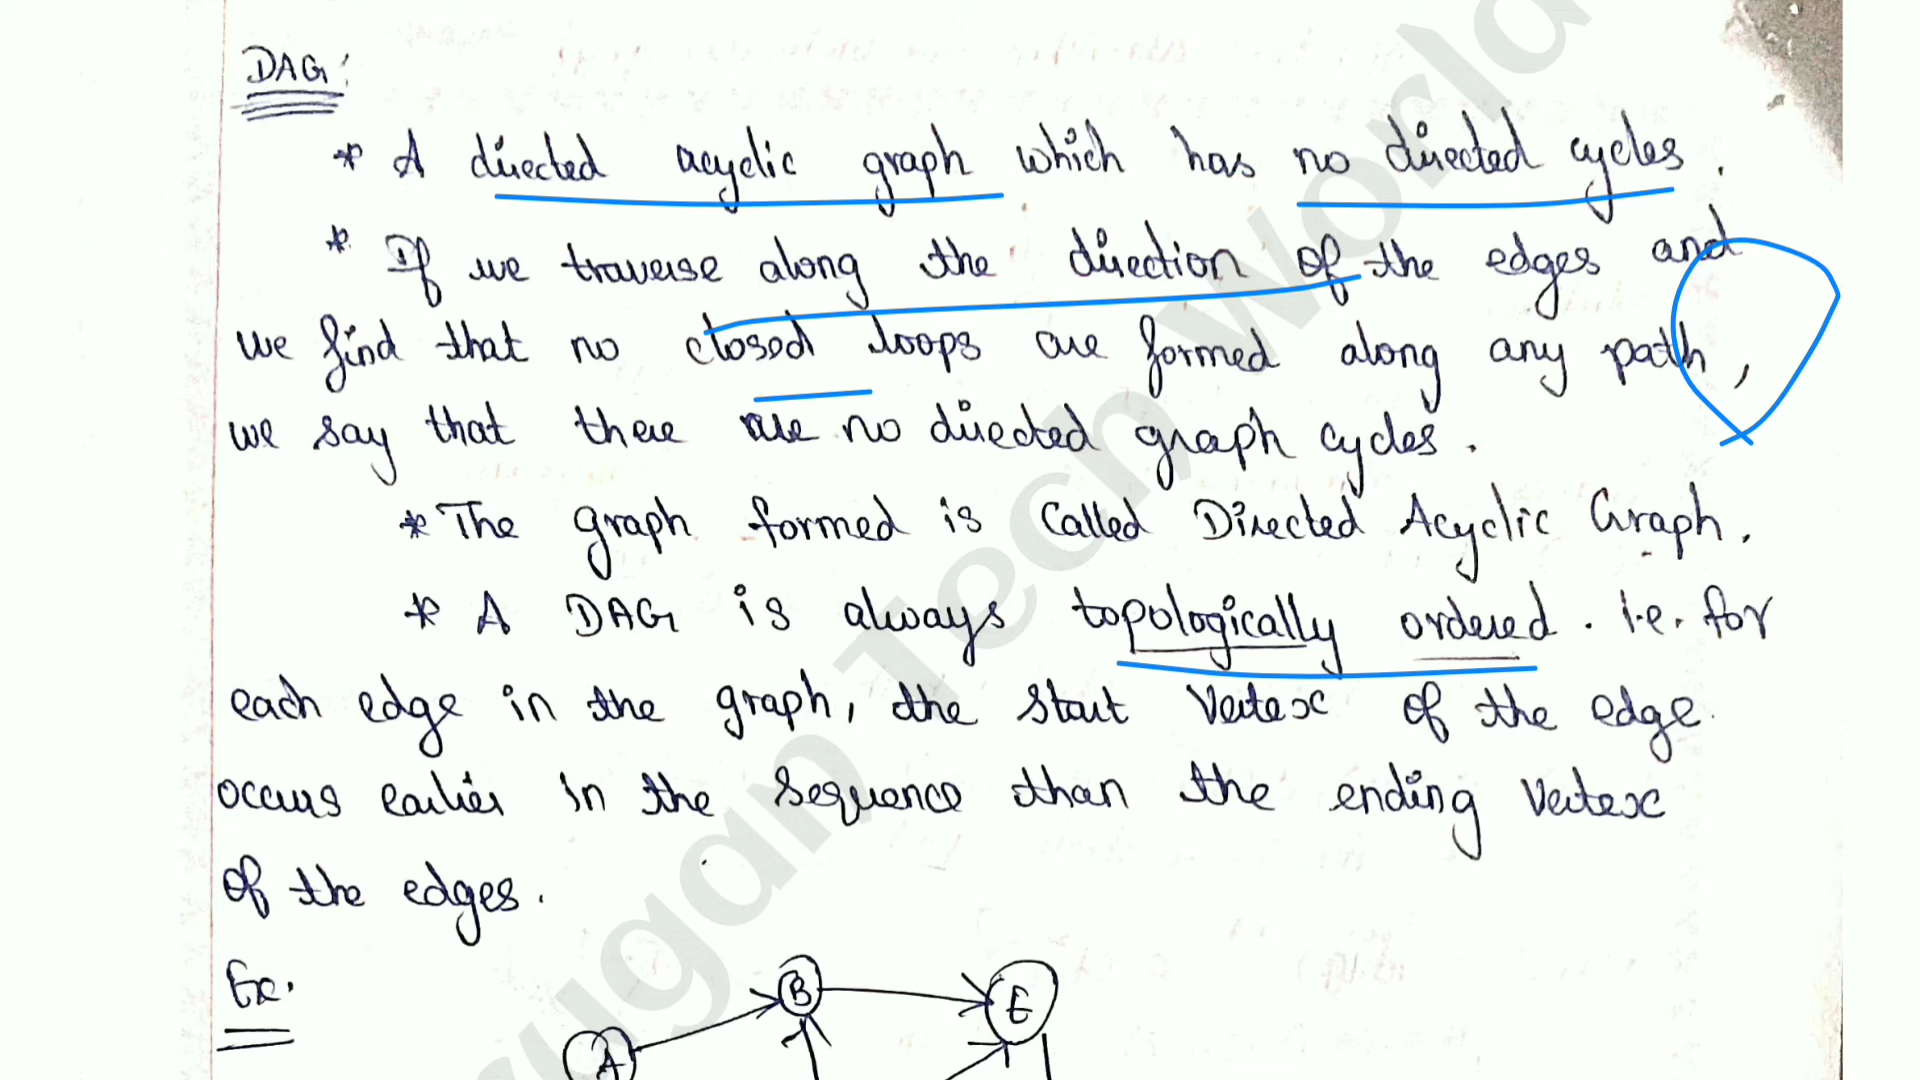 DAG:
* A directed acyclic graph which has no directed cycles.
* If we traverse along the direction of the edges and
we find that no closed loops are formed along any path,
we say that there are no directed graph cycles.
* The graph formed is Called Directed Acyclic Graph.
* A DAG is always topologically ordered. i.e. for
each edge in the graph, the start Vertex of the edge
occurs earlier in the sequence than the ending Vertex
of the edges.
Ex.
B
E
A
ugan Tech World